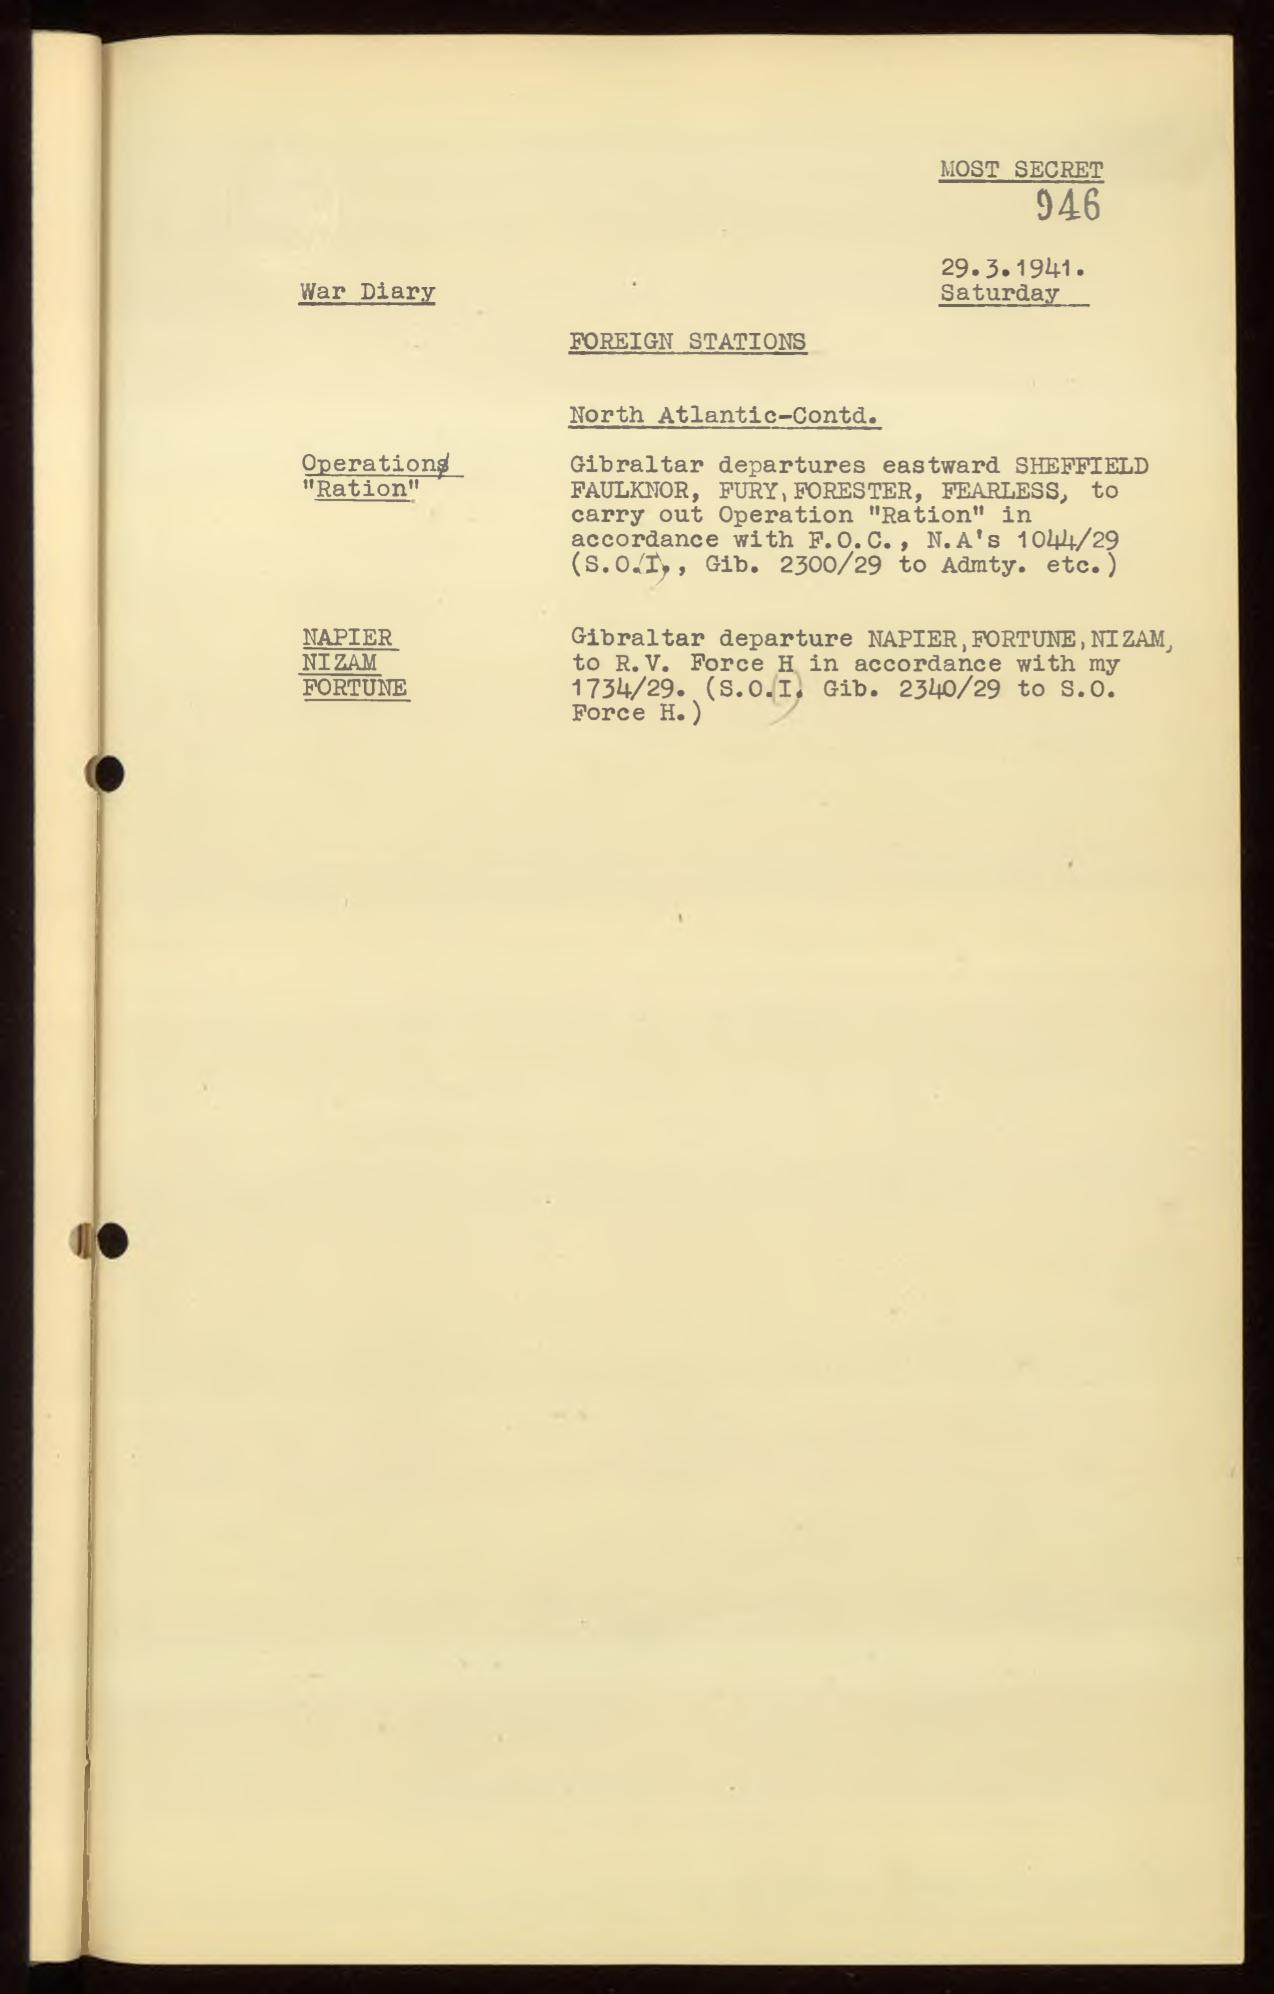 MOST SECRET
946
29.3.1941.
War Diary
Saturday
FOREIGN STATIONS
North Atlantic-Contd.
Operations
"Ration"
Gibraltar departures eastward SHEFFIELD
FAULKNOR, FURY, FORESTER, FEARLESS, to
carry out Operation "Ration" in
accordance with F.O.C., N.A's 1044/29
(S.O.(I), Gib. 2300/29 to Admty. etc.)
NAPIER
NIZAM
FORTUNE
Gibraltar departure NAPIER, FORTUNE, NIZAM,
to R.V. Force H in accordance with my
1734/29. (S.O.(I) Gib. 2340/29 to S.O.
Force H.)